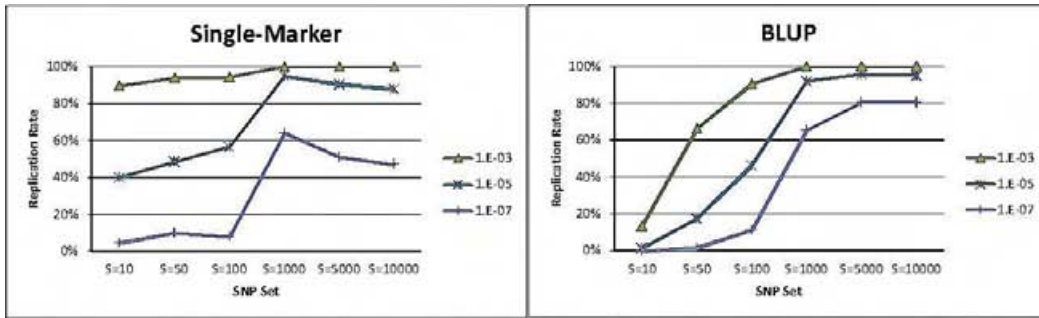 Single-Marker
Replication Rate
100%
80%
60%
40%
20%
0%
S=10
S=50
S=100
S=1000
S=5000
S=10000
SNP Set
1.E-03
1.E-05
1.E-07
BLUP
Replication Rate
100%
80%
60%
40%
20%
0%
S=10
S=50
S=100
S=1000
S=5000
S=10000
SNP Set
1.E-03
1.E-05
1.E-07